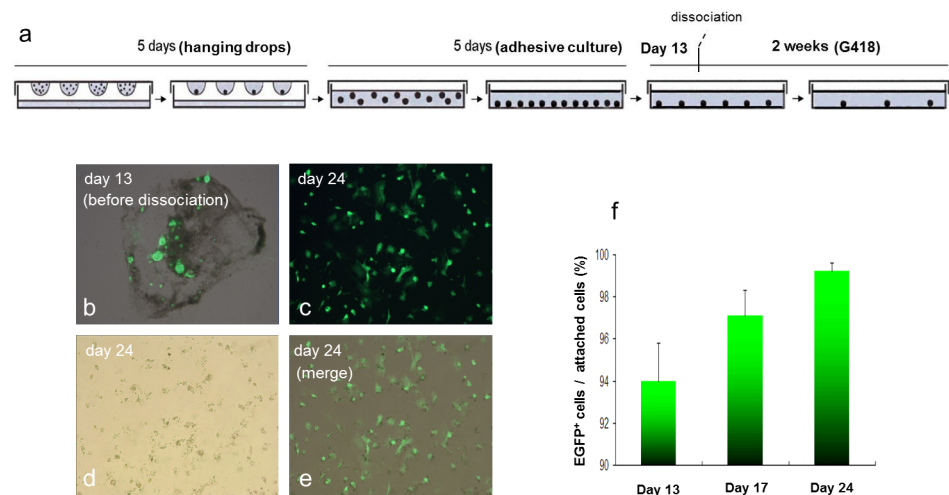 a
dissociation
5 days (hanging drops)
5 days (adhesive culture)
Day 13
2 weeks (G418)
day 13
(before dissociation)
b
day 24
c
day 24
d
day 24
(merge)
e
f
EGFP⁺ cells / attached cells (%)
100
98
96
94
92
90
Day 13
Day 17
Day 24